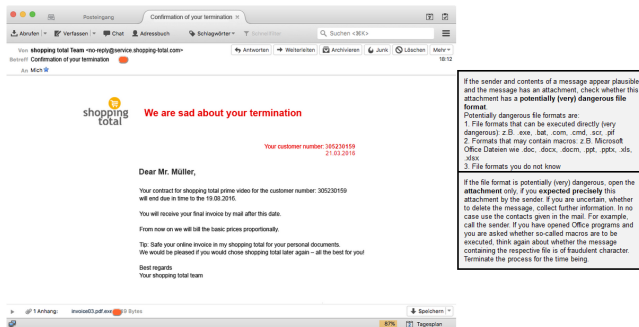 Posteingang
Confirmation of your termination ×
Abrufen Verfassen Chat Adressbuch Schlagwörter Suchen <⌘K>
Von shopping total Team <no-reply@service.shopping-total.com>
Antworten Weiterleiten Archivieren Junk Löschen Mehr
Betreff Confirmation of your termination
18:12
An Mich
shopping
total
We are sad about your termination
Your customer number: 305230159
21.03.2016
Dear Mr. Müller,
Your contract for shopping total prime video for the customer number: 305230159
will end due in time to the 19.08.2016.
You will receive your final invoice by mail after this date.
From now on we will bill the basic prices proportionally.
Tip: Safe your online invoice in my shopping total for your personal documents.
We would be pleased if you would chose shopping total later again – all the best for you!
Best regards
Your shopping total team
1 Anhang: invoice03.pdf.exe Bytes
Speichern
87% Tagesplan
If the sender and contents of a message appear plausible
and the message has an attachment, check whether this
attachment has a potentially (very) dangerous file
format.
Potentially dangerous file formats are:
1. File formats that can be executed directly (very
dangerous): z.B. .exe, .bat, .com, .cmd, .scr, .pif
2. Formats that may contain macros: z.B. Microsoft
Office Dateien wie .doc, .docx, .docm, .ppt, .pptx, .xls,
.xlsx
3. File formats you do not know
If the file format is potentially (very) dangerous, open the
attachment only, if you expected precisely this
attachment by the sender. If you are uncertain, whether
to delete the message, collect further information. In no
case use the contacts given in the mail. For example,
call the sender. If you have opened Office programs and
you are asked whether so-called macros are to be
executed, think again about whether the message
containing the respective file is of fraudulent character.
Terminate the process for the time being.